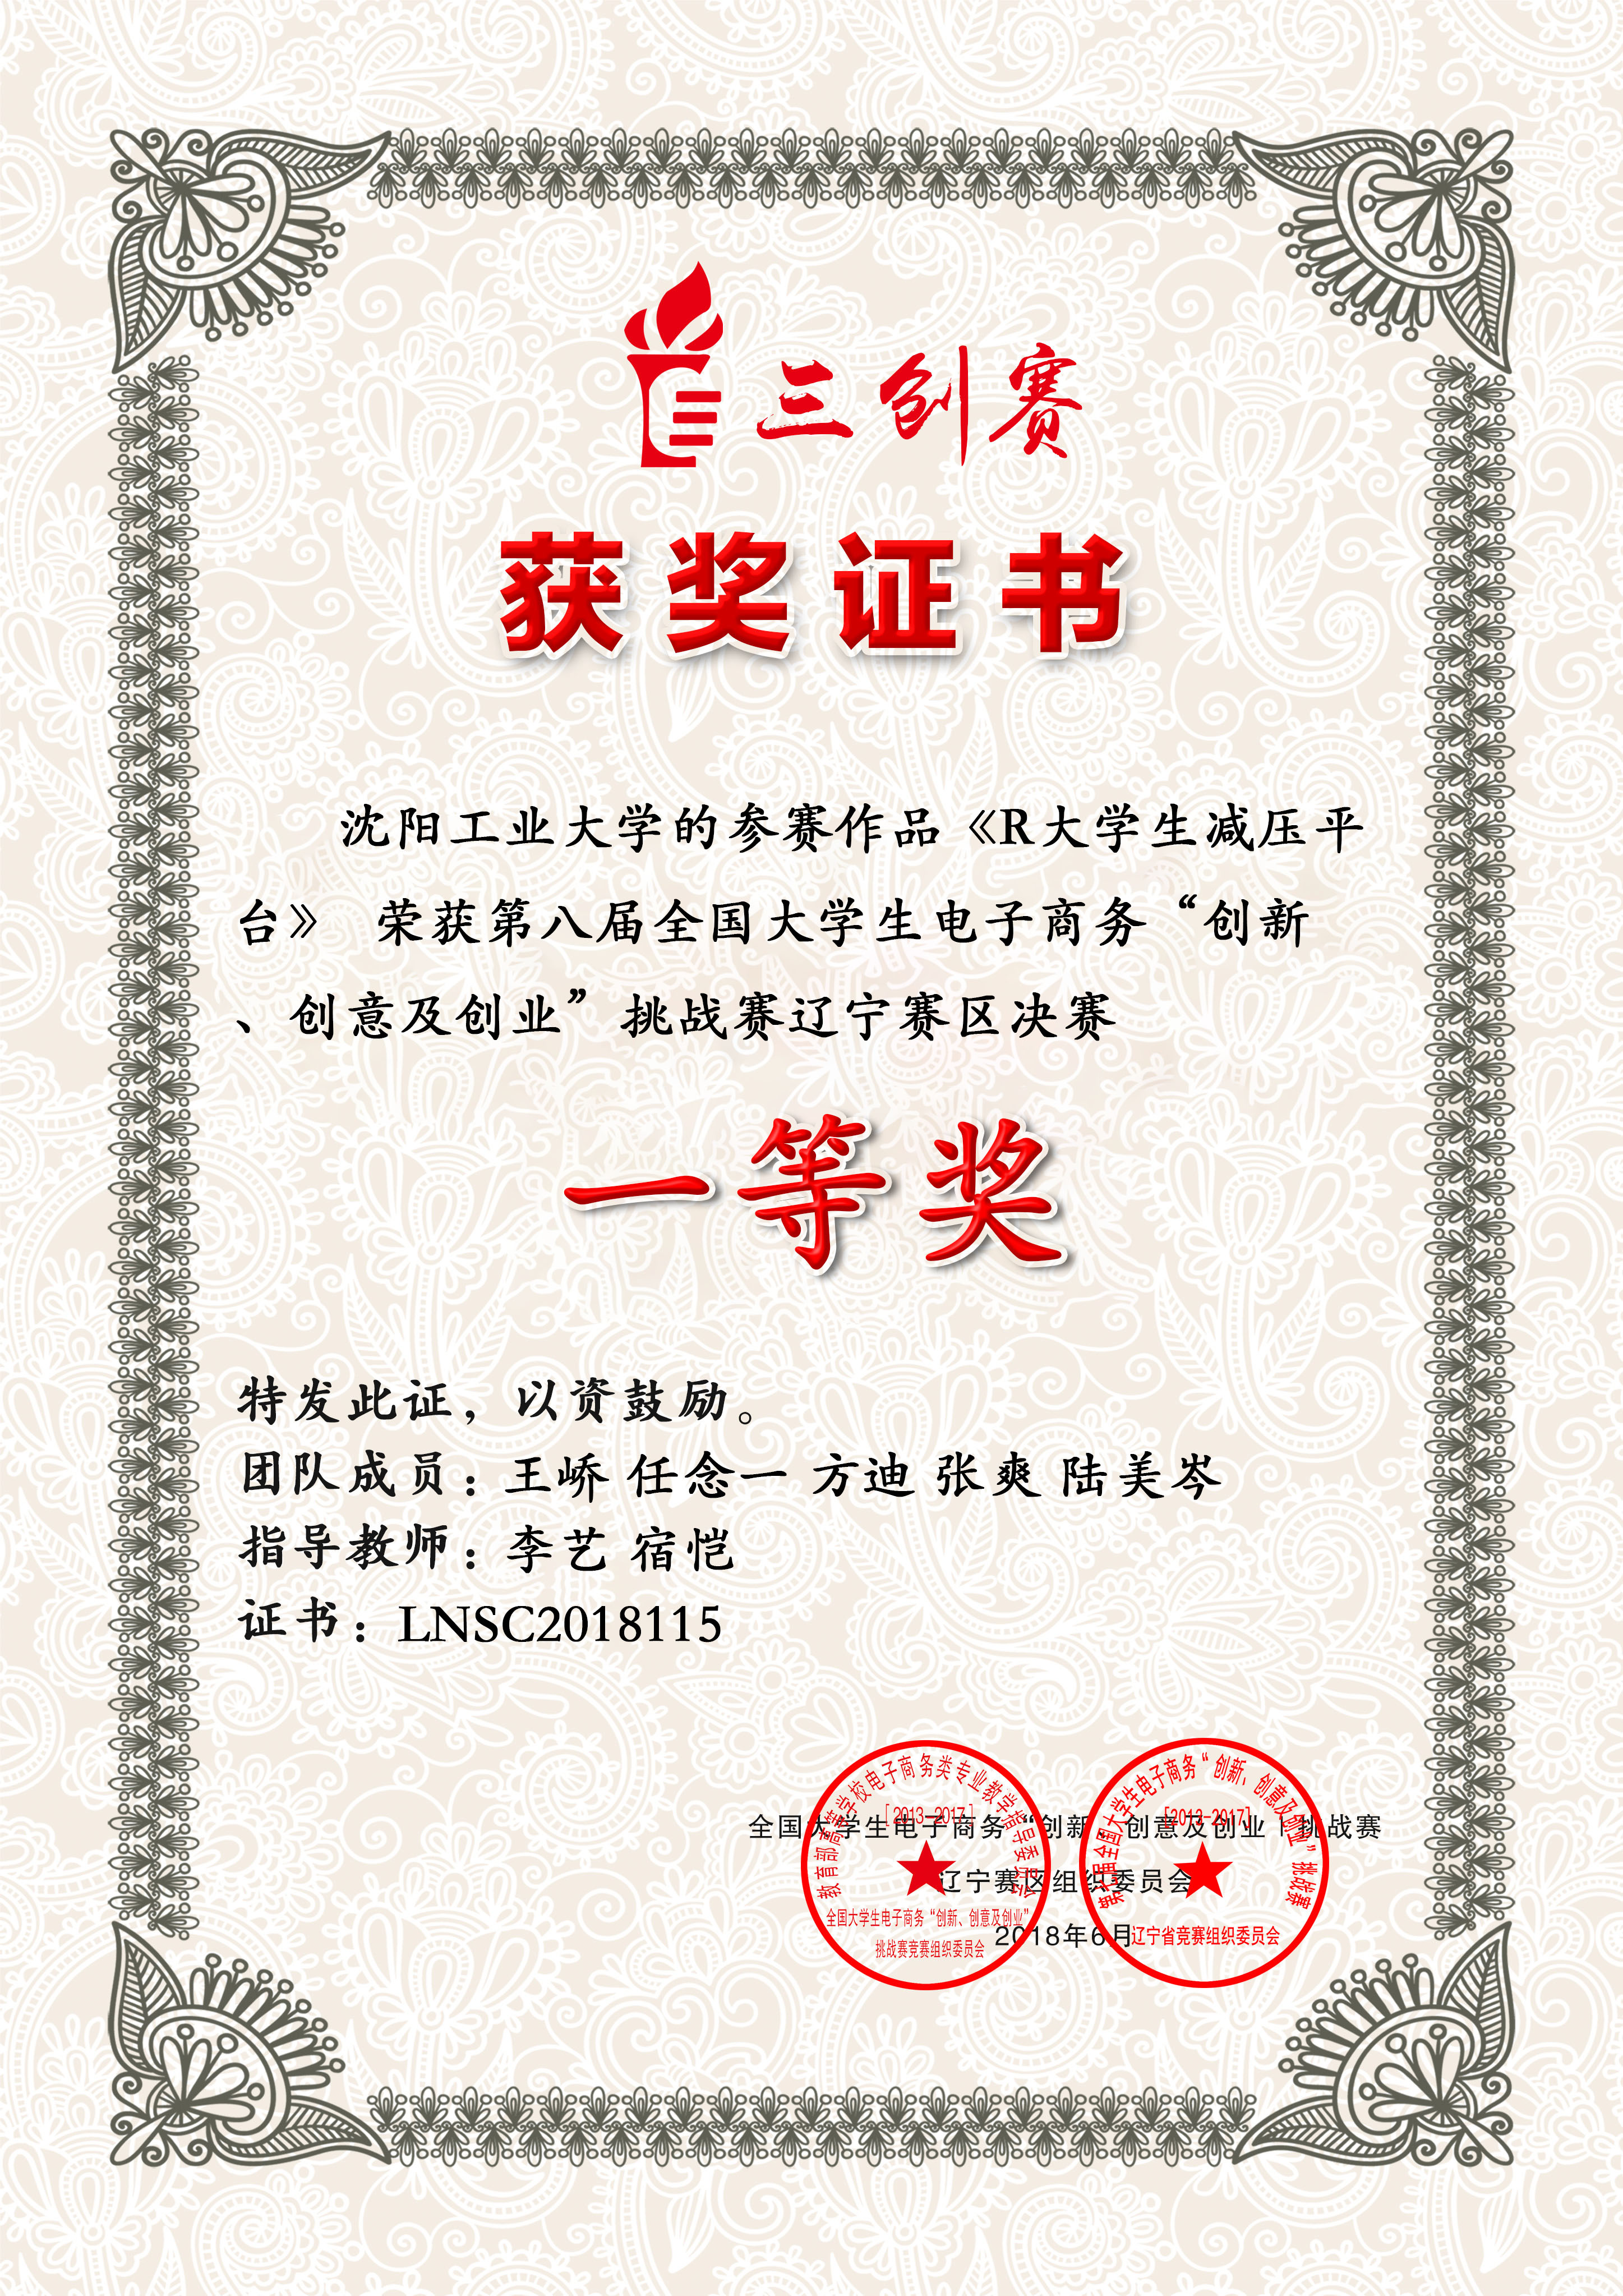 三创赛
获奖证书
沈阳工业大学的参赛作品《R大学生减压平
台》 荣获第八届全国大学生电子商务“创新
、创意及创业”挑战赛辽宁赛区决赛
一等奖
特发此证，以资鼓励。
团队成员：王峤 任念一 方迪 张爽 陆美岑
指导教师：李艺 宿恺
证书：LNSC2018115
全国大学生电子商务“创新、创意及创业”挑战赛
辽宁赛区组织委员会
2018年6月
教育部高等学校电子商务类专业教学指导委员会
[2013-2017]
全国大学生电子商务“创新、创意及创业”
挑战赛竞赛组织委员会
全国大学生电子商务“创新、创意及创业”挑战赛
[2013-2017]
辽宁省竞赛组织委员会